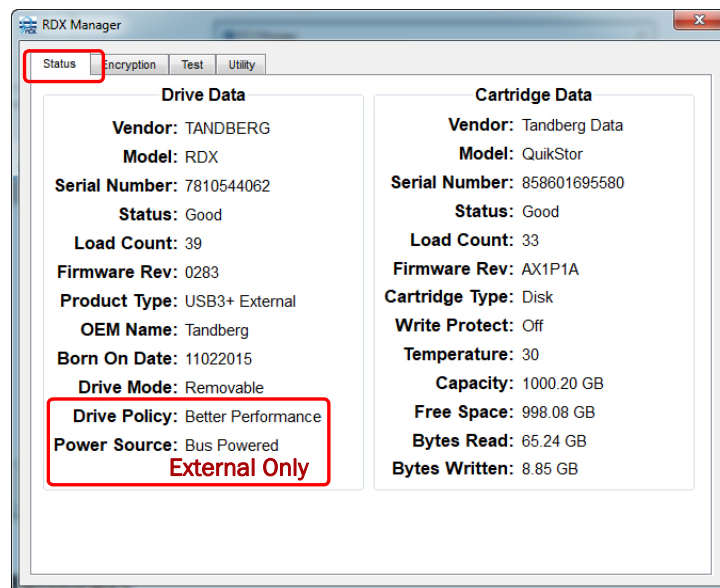 RDX Manager
Status Encryption Test Utility
Drive Data
Vendor: TANDBERG
Model: RDX
Serial Number: 7810544062
Status: Good
Load Count: 39
Firmware Rev: 0283
Product Type: USB3+ External
OEM Name: Tandberg
Born On Date: 11022015
Drive Mode: Removable
Drive Policy: Better Performance
Power Source: Bus Powered
External Only
Cartridge Data
Vendor: Tandberg Data
Model: QuikStor
Serial Number: 858601695580
Status: Good
Load Count: 33
Firmware Rev: AX1P1A
Cartridge Type: Disk
Write Protect: Off
Temperature: 30
Capacity: 1000.20 GB
Free Space: 998.08 GB
Bytes Read: 65.24 GB
Bytes Written: 8.85 GB